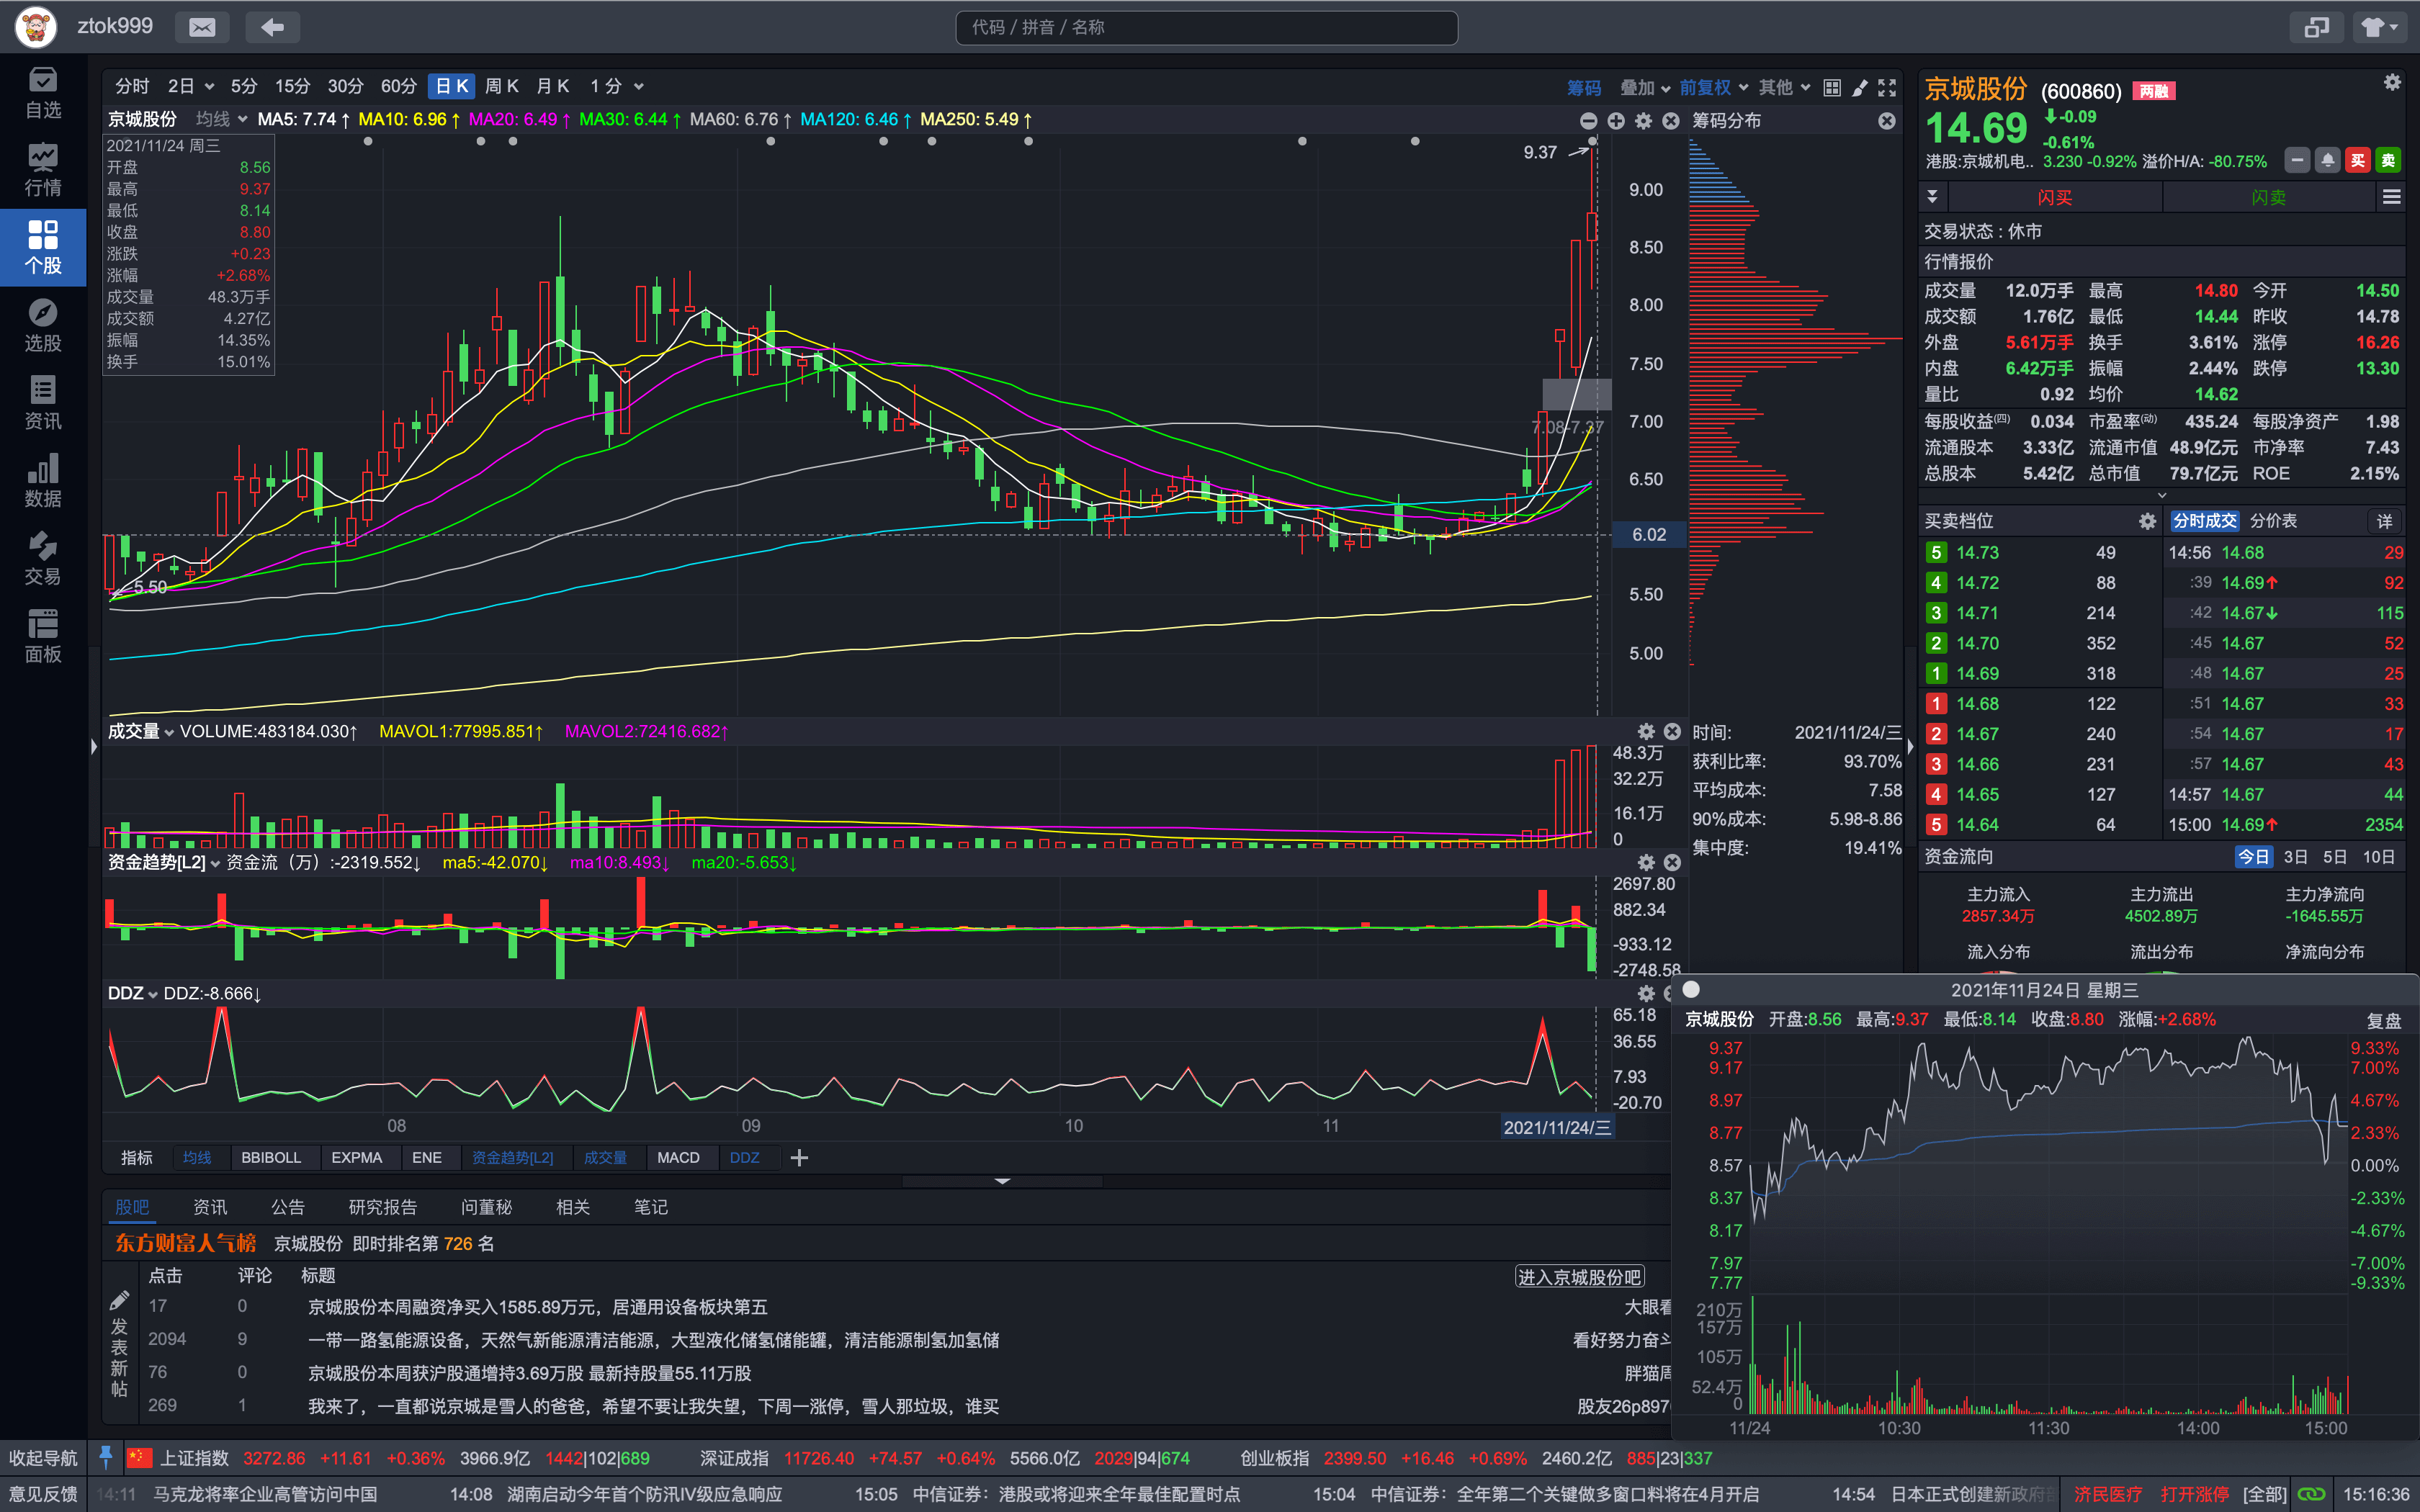 ztok999
代码 / 拼音 / 名称
自选
行情
个股
选股
资讯
数据
交易
面板
分时 2日 5分 15分 30分 60分 日K 周K 月K 1分 筹码 叠加 前复权 其他
京城股份 均线 MA5: 7.74↑ MA10: 6.96↑ MA20: 6.49↑ MA30: 6.44↑ MA60: 6.76↑ MA120: 6.46↑ MA250: 5.49↑
筹码分布
2021/11/24 周三
开盘 8.56
最高 9.37
最低 8.14
收盘 8.80
涨跌 +0.23
涨幅 +2.68%
成交量 48.3万手
成交额 4.27亿
振幅 14.35%
换手 15.01%
9.37
7.08-7.37
5.50
9.00
8.50
8.00
7.50
7.00
6.50
6.02
5.50
5.00
成交量 VOLUME:483184.030↑ MAVOL1:77995.851↑ MAVOL2:72416.682↑
48.3万
32.2万
16.1万
0
资金趋势[L2] 资金流（万）:-2319.552↓ ma5:-42.070↓ ma10:8.493↓ ma20:-5.653↓
2697.80
882.34
-933.12
-2748.58
DDZ DDZ:-8.666↓
65.18
36.55
7.93
-20.70
08 09 10 11 2021/11/24/三
时间: 2021/11/24/三
获利比率: 93.70%
平均成本: 7.58
90%成本: 5.98-8.86
集中度: 19.41%
指标 均线 BBIBOLL EXPMA ENE 资金趋势[L2] 成交量 MACD DDZ
股吧 资讯 公告 研究报告 问董秘 相关 笔记
东方财富人气榜 京城股份 即时排名第 726 名
点击 评论 标题 进入京城股份吧
发表新帖
17 0 京城股份本周融资净买入1585.89万元，居通用设备板块第五 大眼看
2094 9 一带一路氢能源设备，天然气新能源清洁能源，大型液化储氢储能罐，清洁能源制氢加氢储 看好努力奋斗
76 0 京城股份本周获沪股通增持3.69万股 最新持股量55.11万股 胖猫周
269 1 我来了，一直都说京城是雪人的爸爸，希望不要让我失望，下周一涨停，雪人那垃圾，谁买 股友26p897
京城股份 (600860) 两融
14.69 -0.09
-0.61%
港股:京城机电.. 3.230 -0.92% 溢价H/A: -80.75% 买 卖
闪买 闪卖
交易状态 : 休市
行情报价
成交量 12.0万手 最高 14.80 今开 14.50
成交额 1.76亿 最低 14.44 昨收 14.78
外盘 5.61万手 换手 3.61% 涨停 16.26
内盘 6.42万手 振幅 2.44% 跌停 13.30
量比 0.92 均价 14.62
每股收益(四) 0.034 市盈率(动) 435.24 每股净资产 1.98
流通股本 3.33亿 流通市值 48.9亿元 市净率 7.43
总股本 5.42亿 总市值 79.7亿元 ROE 2.15%
买卖档位 分时成交 分价表 详
5 14.73 49 14:56 14.68 29
4 14.72 88 :39 14.69↑ 92
3 14.71 214 :42 14.67↓ 115
2 14.70 352 :45 14.67 52
1 14.69 318 :48 14.67 25
1 14.68 122 :51 14.67 33
2 14.67 240 :54 14.67 17
3 14.66 231 :57 14.67 43
4 14.65 127 14:57 14.67 44
5 14.64 64 15:00 14.69↑ 2354
资金流向 今日 3日 5日 10日
主力流入 主力流出 主力净流向
2857.34万 4502.89万 -1645.55万
流入分布 流出分布 净流向分布
2021年11月24日 星期三
京城股份 开盘:8.56 最高:9.37 最低:8.14 收盘:8.80 涨幅:+2.68% 复盘
9.37 9.33%
9.17 7.00%
8.97 4.67%
8.77 2.33%
8.57 0.00%
8.37 -2.33%
8.17 -4.67%
7.97 -7.00%
7.77 -9.33%
210万
157万
105万
52.4万
0
11/24 10:30 11:30 14:00 15:00
收起导航 上证指数 3272.86 +11.61 +0.36% 3966.9亿 1442|102|689 深证成指 11726.40 +74.57 +0.64% 5566.0亿 2029|94|674 创业板指 2399.50 +16.46 +0.69% 2460.2亿 885|23|337
意见反馈 14:11 马克龙将率企业高管访问中国 14:08 湖南启动今年首个防汛Ⅳ级应急响应 15:05 中信证券：港股或将迎来全年最佳配置时点 15:04 中信证券：全年第二个关键做多窗口料将在4月开启 14:54 日本正式创建新政府 济民医疗 打开涨停 [全部] 15:16:36